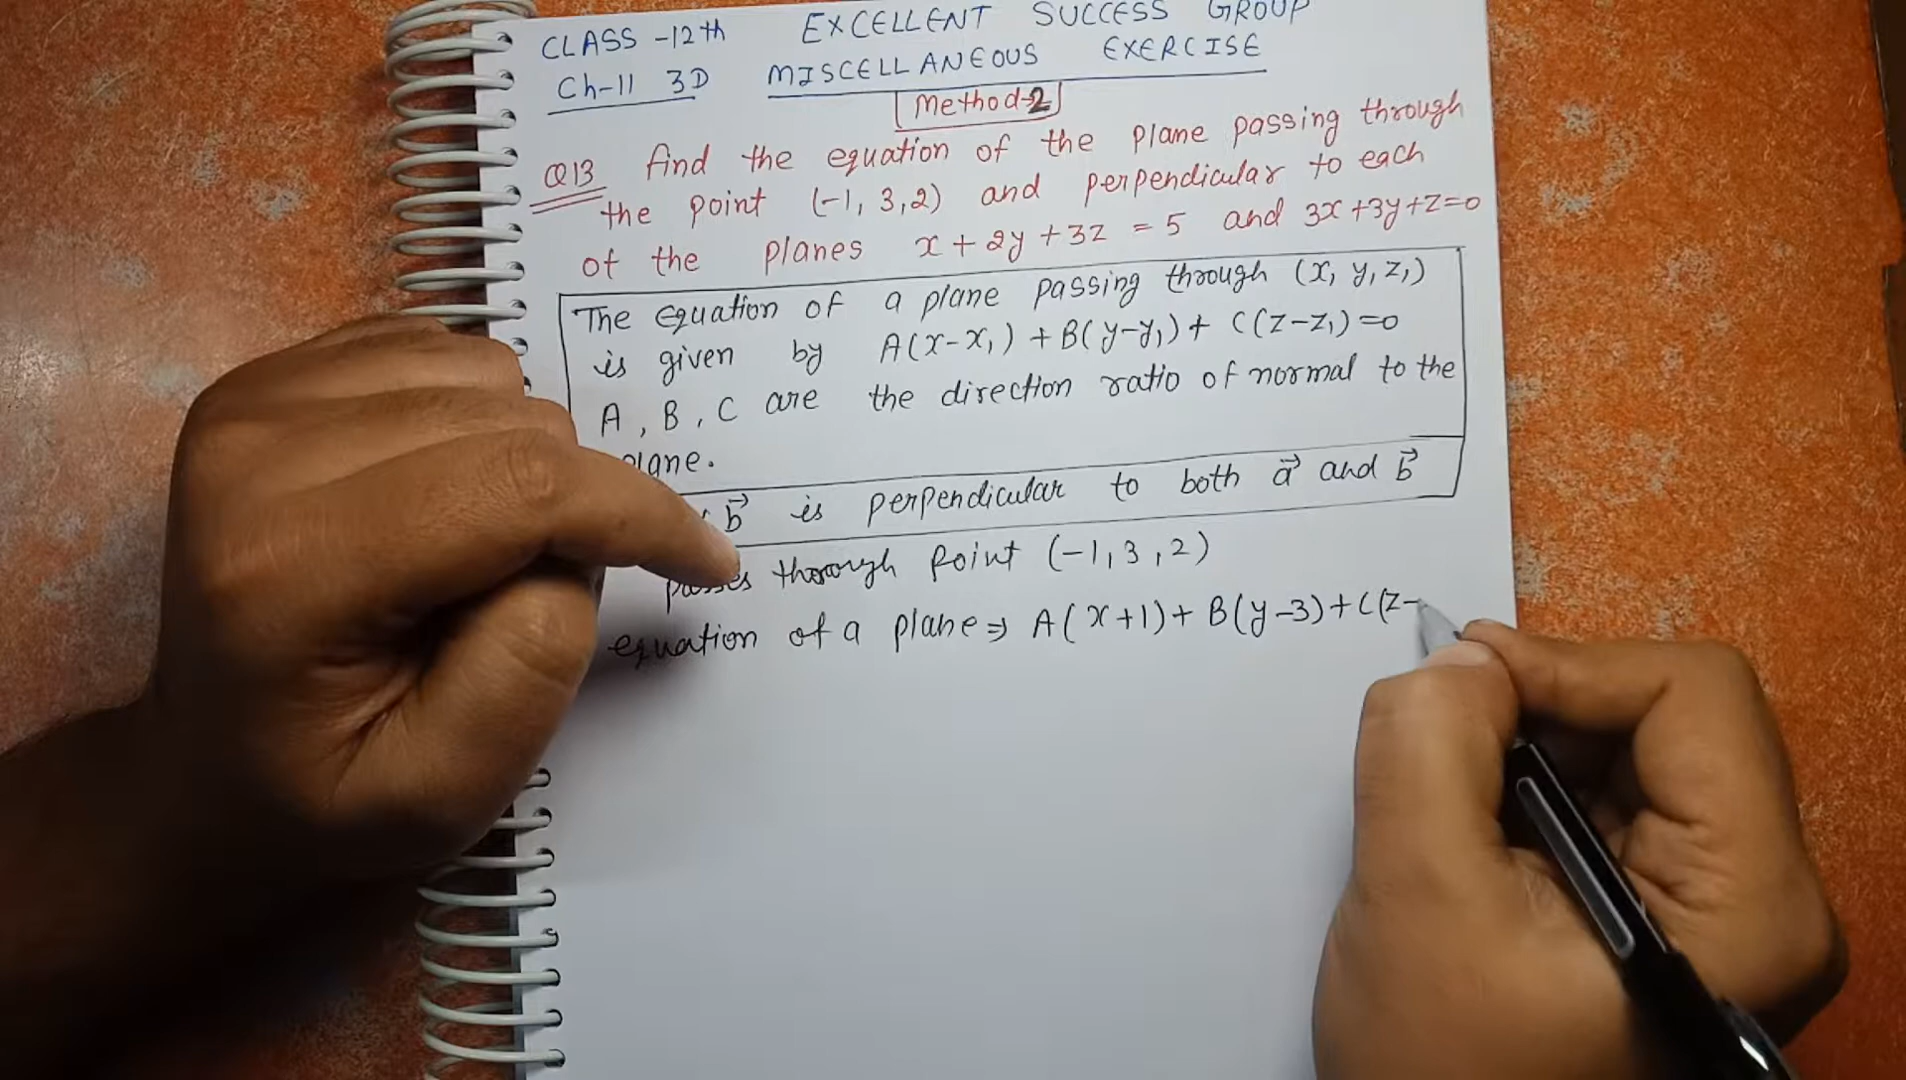 CLASS -12th EXCELLENT SUCCESS GROUP
Ch-11 3D MISCELLANEOUS EXERCISE
Method-2
Q13 find the equation of the plane passing through
the point (-1, 3, 2) and perpendicular to each
of the planes x + 2y + 3z = 5 and 3x+3y+z=0
The equation of a plane passing through (x, y, z₁)
is given by A(x-x₁) + B(y-y₁) + C(z-z₁)=0
A, B, C are the direction ratio of normal to the
lane.
b⃗ is perpendicular to both a⃗ and b⃗
passes thorough point (-1, 3, 2)
equation of a plane ⇒ A(x+1) + B(y-3) + C(z-